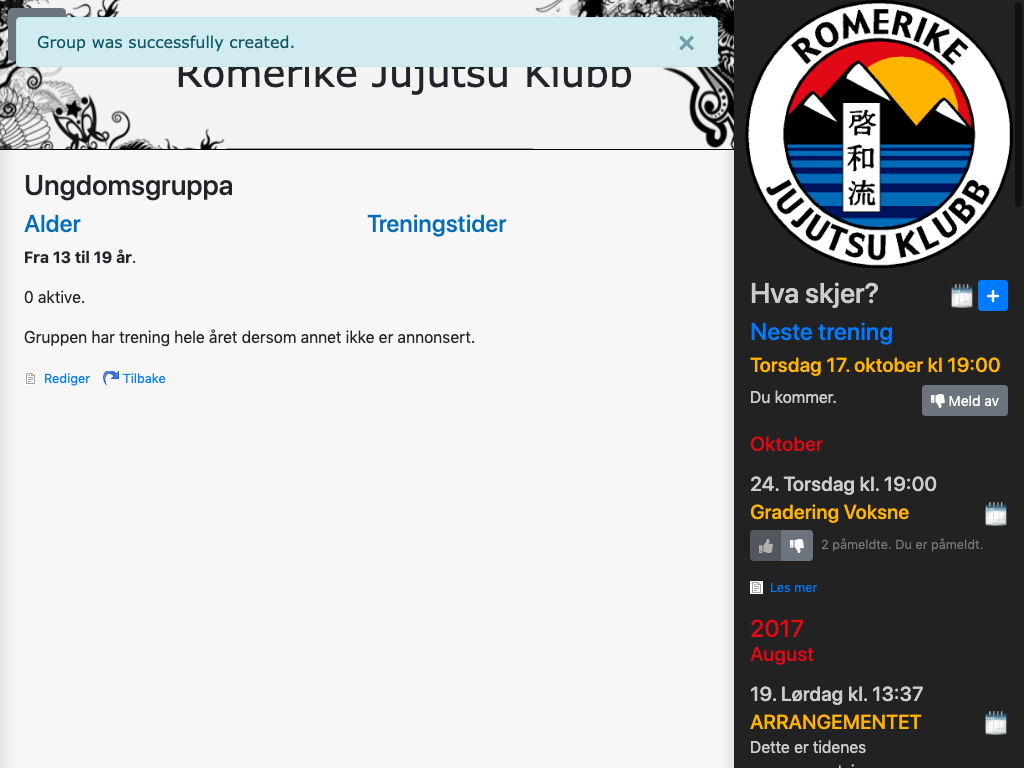 Group was successfully created.
×
Romerike Jujutsu Klubb
Ungdomsgruppa
Alder
Treningstider
Fra 13 til 19 år.
0 aktive.
Gruppen har trening hele året dersom annet ikke er annonsert.
Rediger Tilbake
ROMERIKE
啓和流
JUJUTSU KLUBB
Hva skjer?
+
Neste trening
Torsdag 17. oktober kl 19:00
Du kommer.
Meld av
Oktober
24. Torsdag kl. 19:00
Gradering Voksne
2 påmeldte. Du er påmeldt.
Les mer
2017
August
19. Lørdag kl. 13:37
ARRANGEMENTET
Dette er tidenes